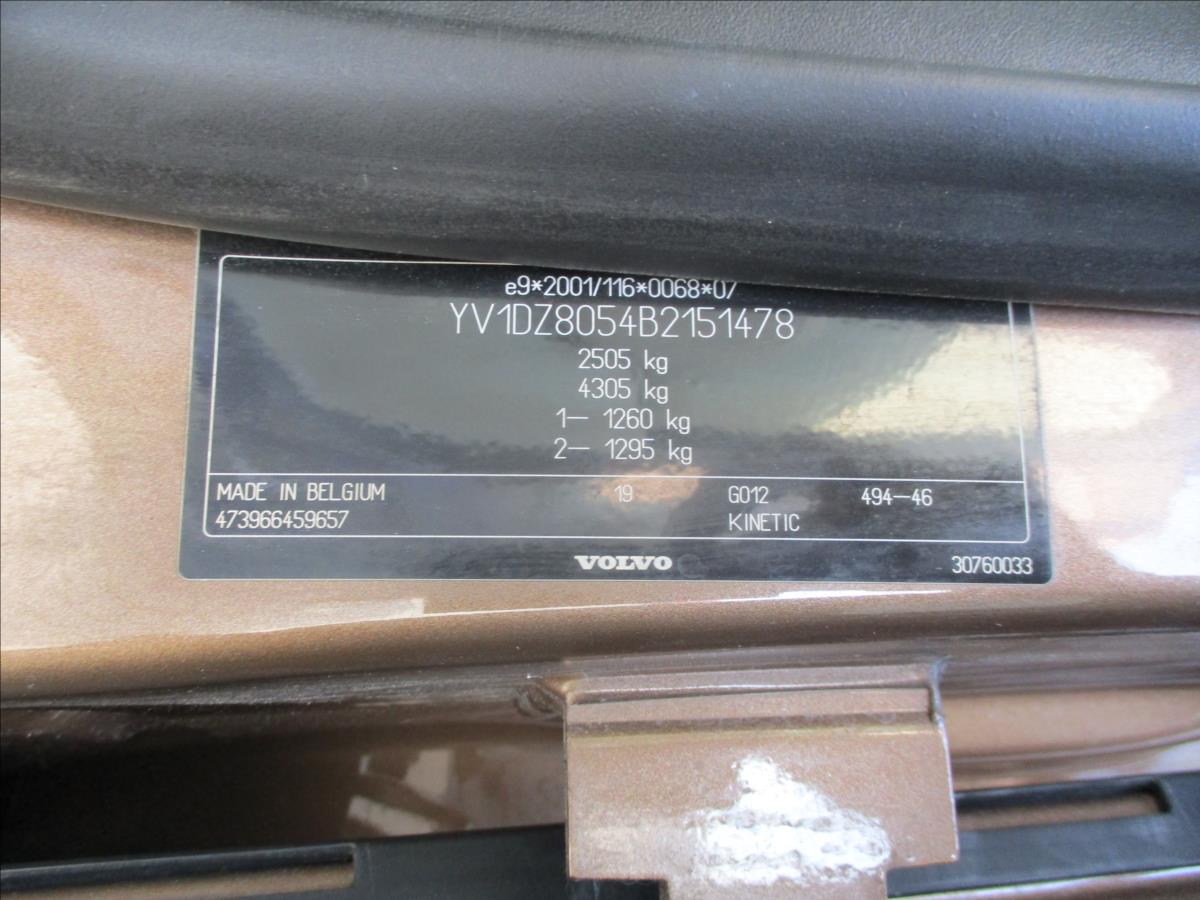 e9*2001/116*0068*07
YV1DZ8054B2151478
2505 kg
4305 kg
1– 1260 kg
2– 1295 kg
MADE IN BELGIUM 19 G012 494–46
473966459657 KINETIC
VOLVO 30760033